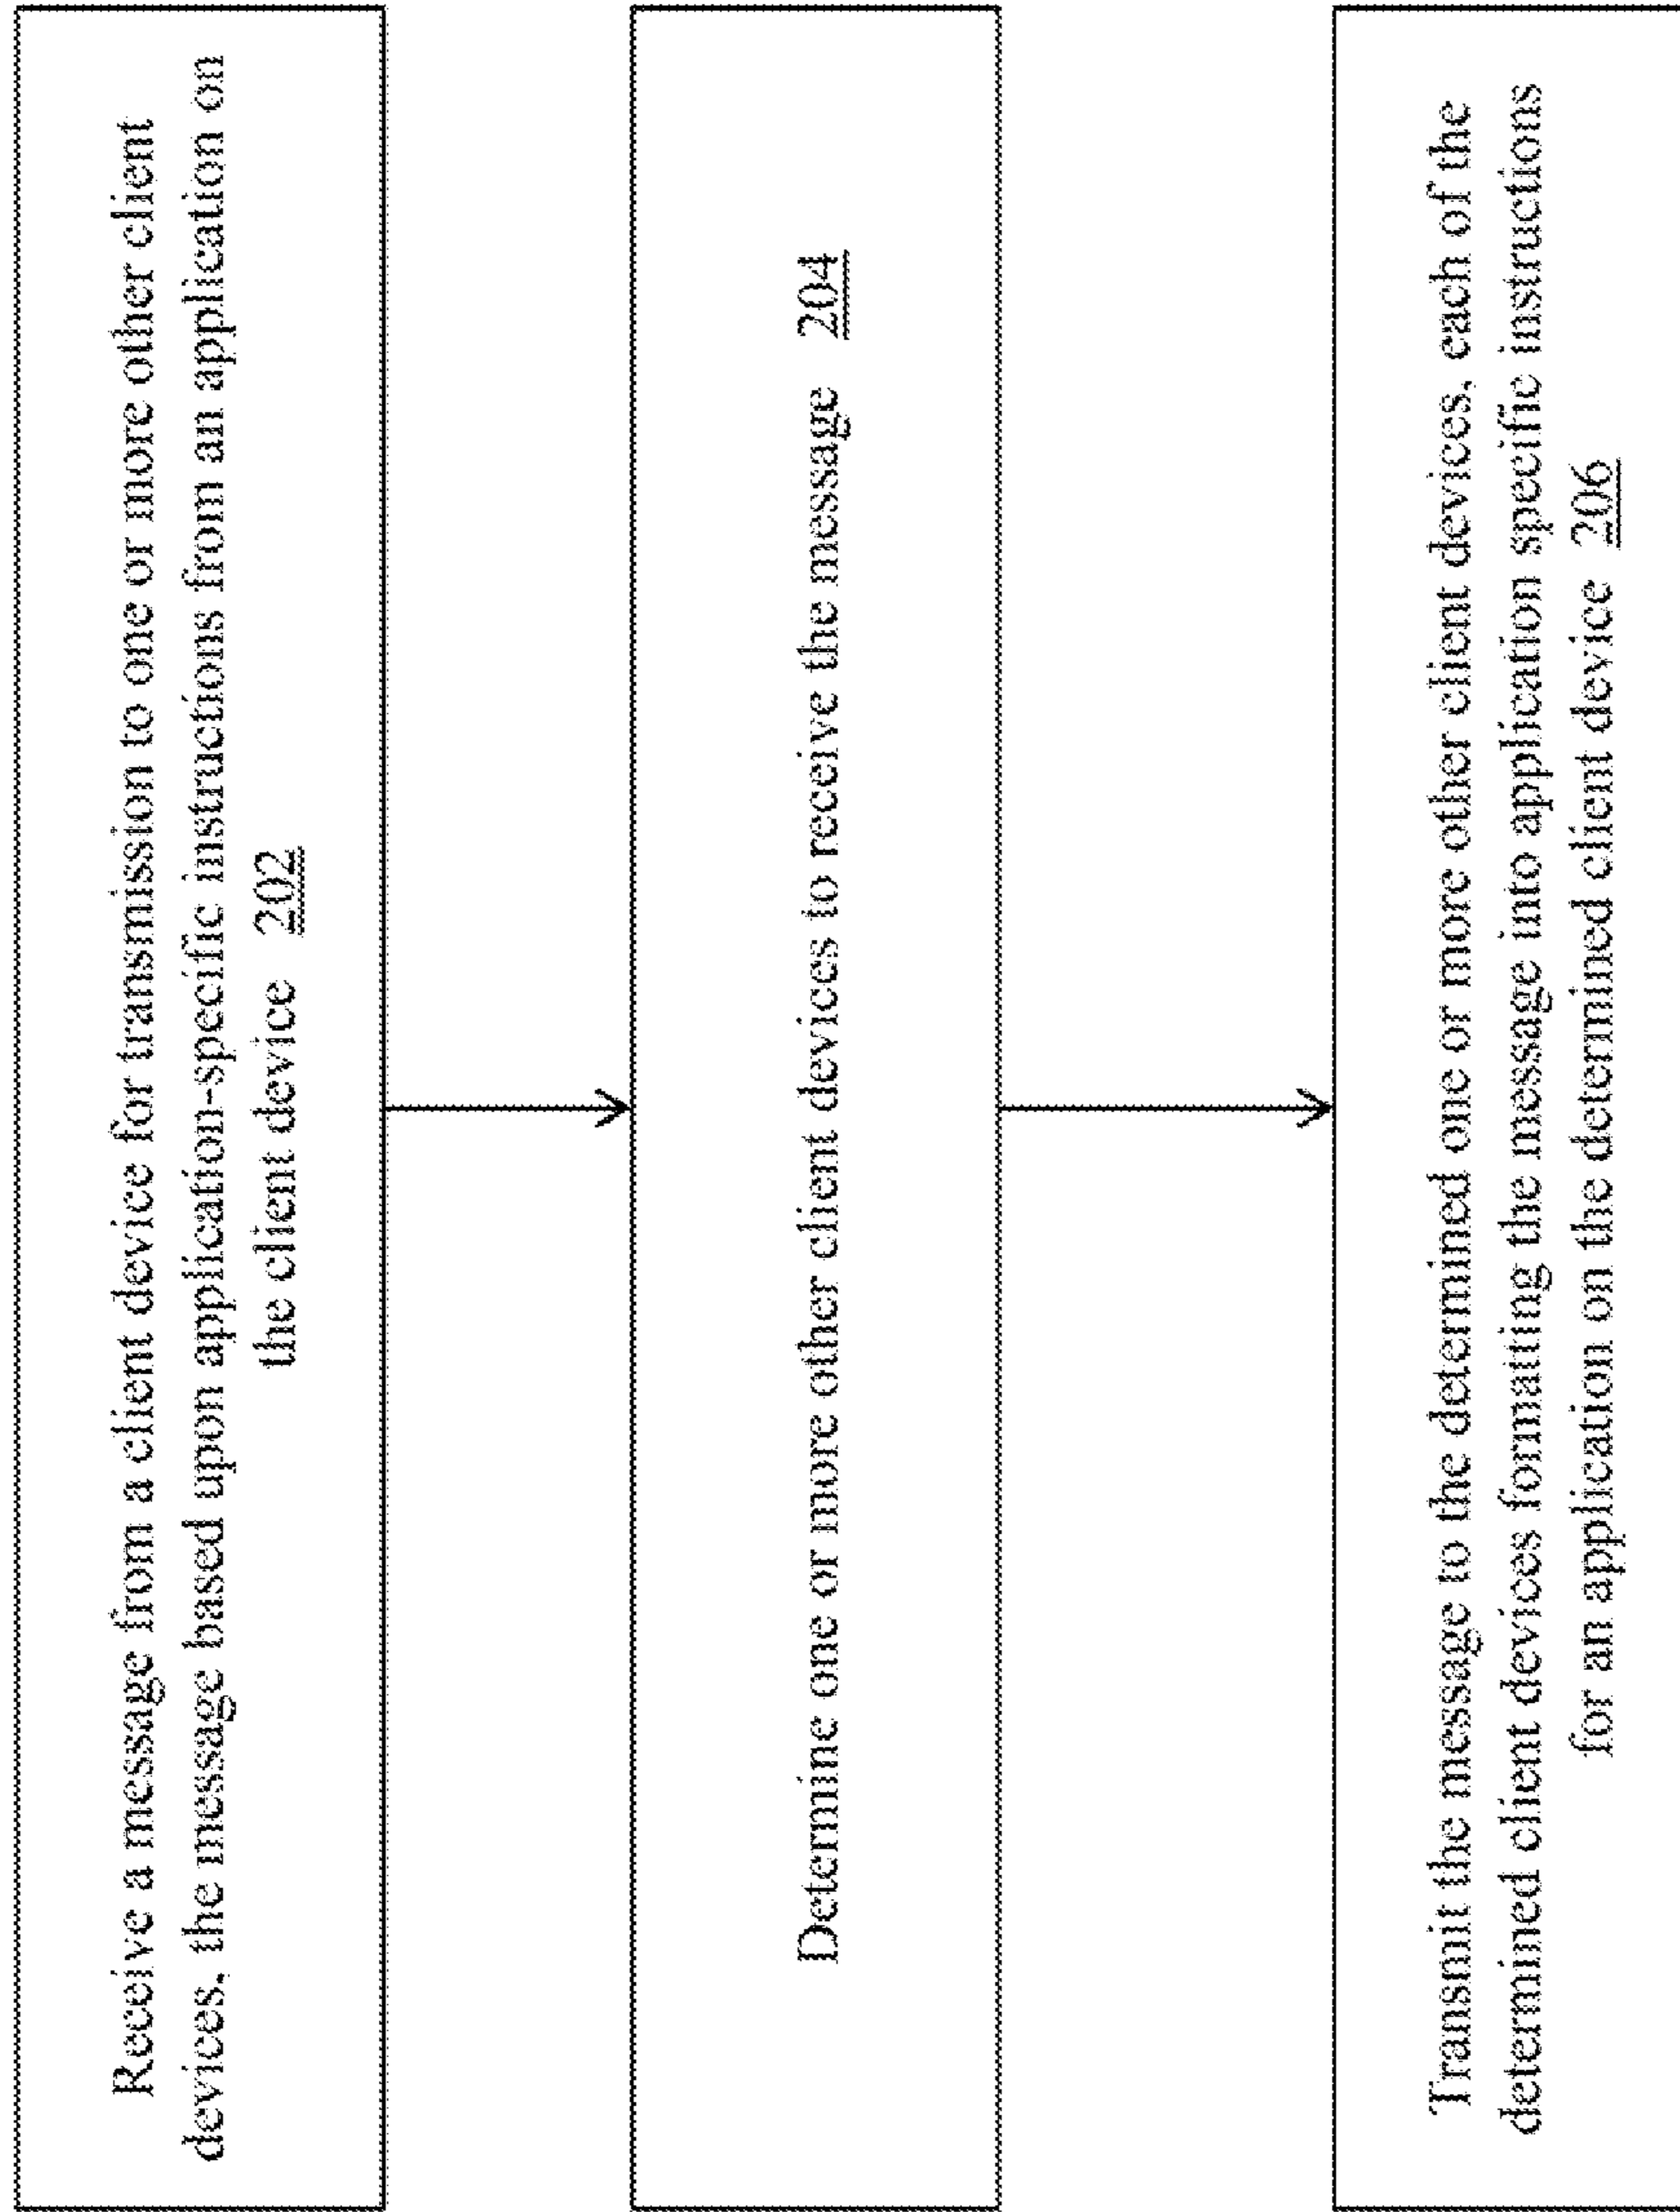 Receive a message from a client device for transmission to one or more other client
devices, the message based upon application-specific instructions from an application on
the client device 202
Determine one or more other client devices to receive the message 204
Transmit the message to the determined one or more other client devices, each of the
determined client devices formatting the message into application specific instructions
for an application on the determined client device 206